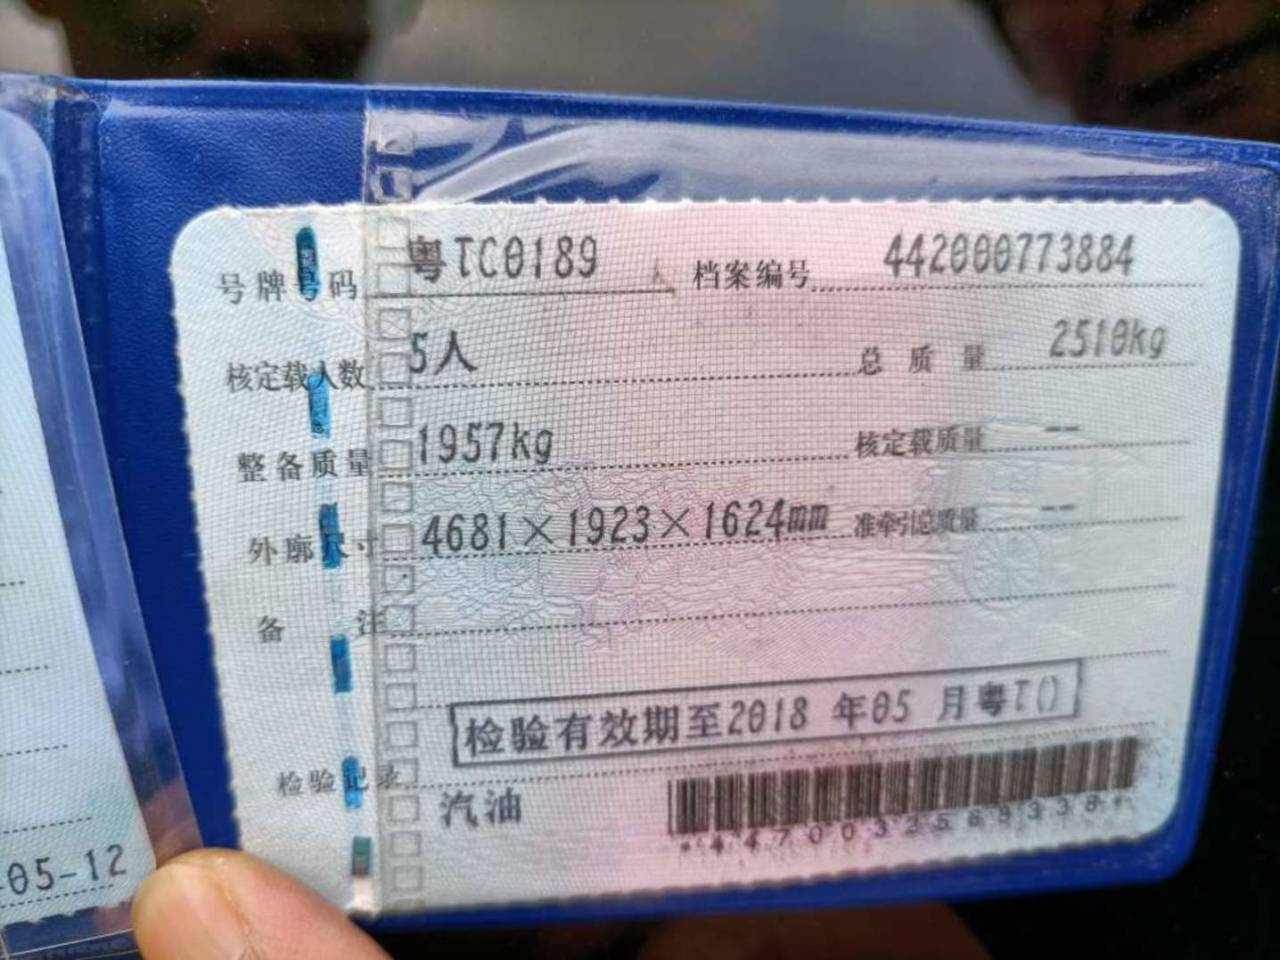 号牌号码 粤TC0189 档案编号 442000773884
核定载人数 5人 总质量 2510kg
整备质量 1957kg 核定载质量 --
外廓尺寸 4681×1923×1624mm 准牵引总质量 --
备注
检验有效期至2018年05月粤T()
检验记录
汽油
*4470032569338*
-05-12